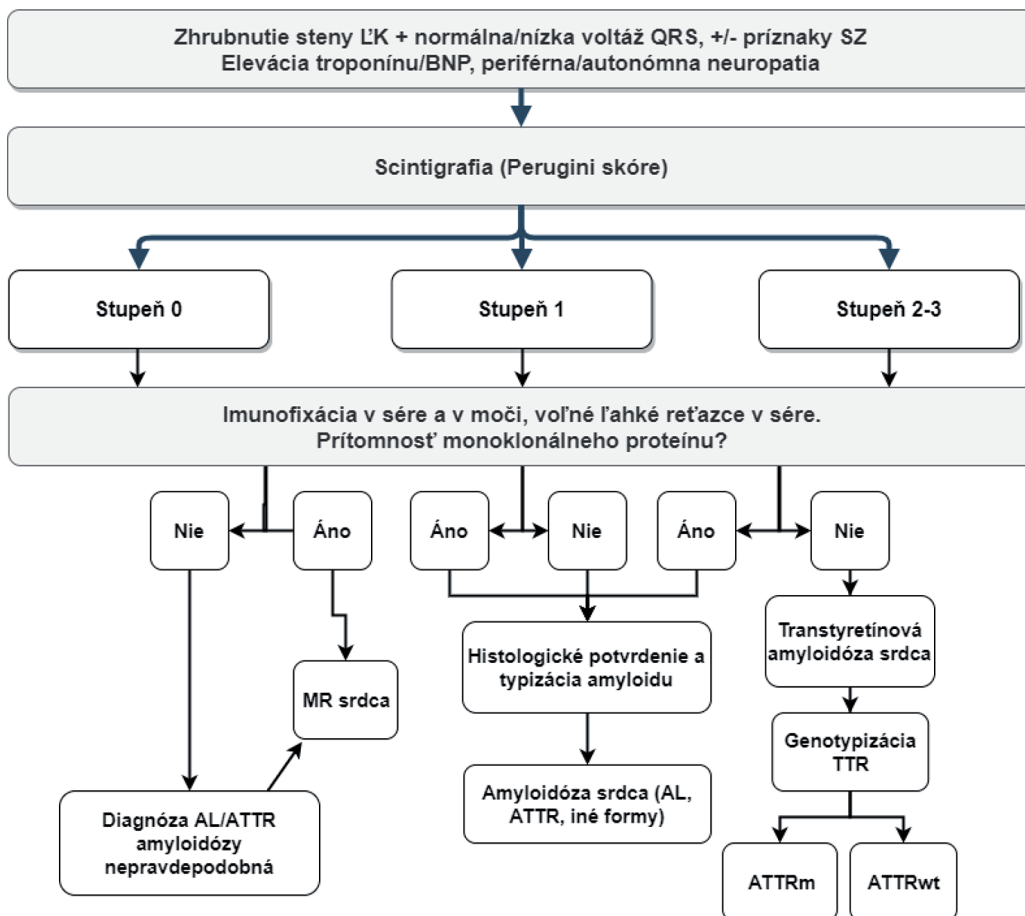 Zhrubnutie steny ĽK + normálna/nízka voltáž QRS, +/- príznaky SZ
Elevácia troponínu/BNP, periférna/autonómna neuropatia
Scintigrafia (Perugini skóre)
Stupeň 0
Stupeň 1
Stupeň 2-3
Imunofixácia v sére a v moči, voľné ľahké reťazce v sére.
Prítomnosť monoklonálneho proteínu?
Nie
Áno
Áno
Nie
Áno
Nie
Histologické potvrdenie a
typizácia amyloidu
Transtyretínová
amyloidóza srdca
MR srdca
Genotypizácia
TTR
Diagnóza AL/ATTR
amyloidózy
nepravdepodobná
Amyloidóza srdca (AL,
ATTR, iné formy)
ATTRm
ATTRwt